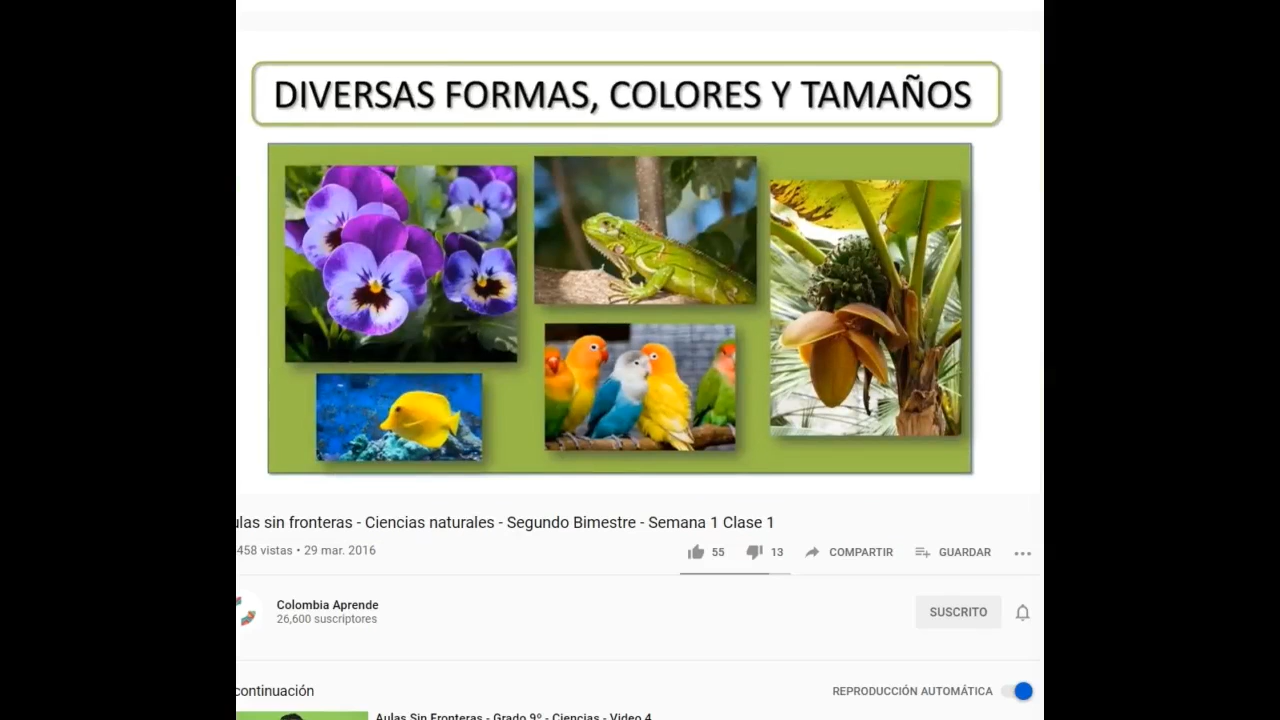 DIVERSAS FORMAS, COLORES Y TAMAÑOS
ulas sin fronteras - Ciencias naturales - Segundo Bimestre - Semana 1 Clase 1
458 vistas • 29 mar. 2016
55
13
COMPARTIR
GUARDAR
Colombia Aprende
26,600 suscriptores
SUSCRITO
continuación
REPRODUCCIÓN AUTOMÁTICA
Aulas Sin Fronteras - Grado 9º - Ciencias - Video 4